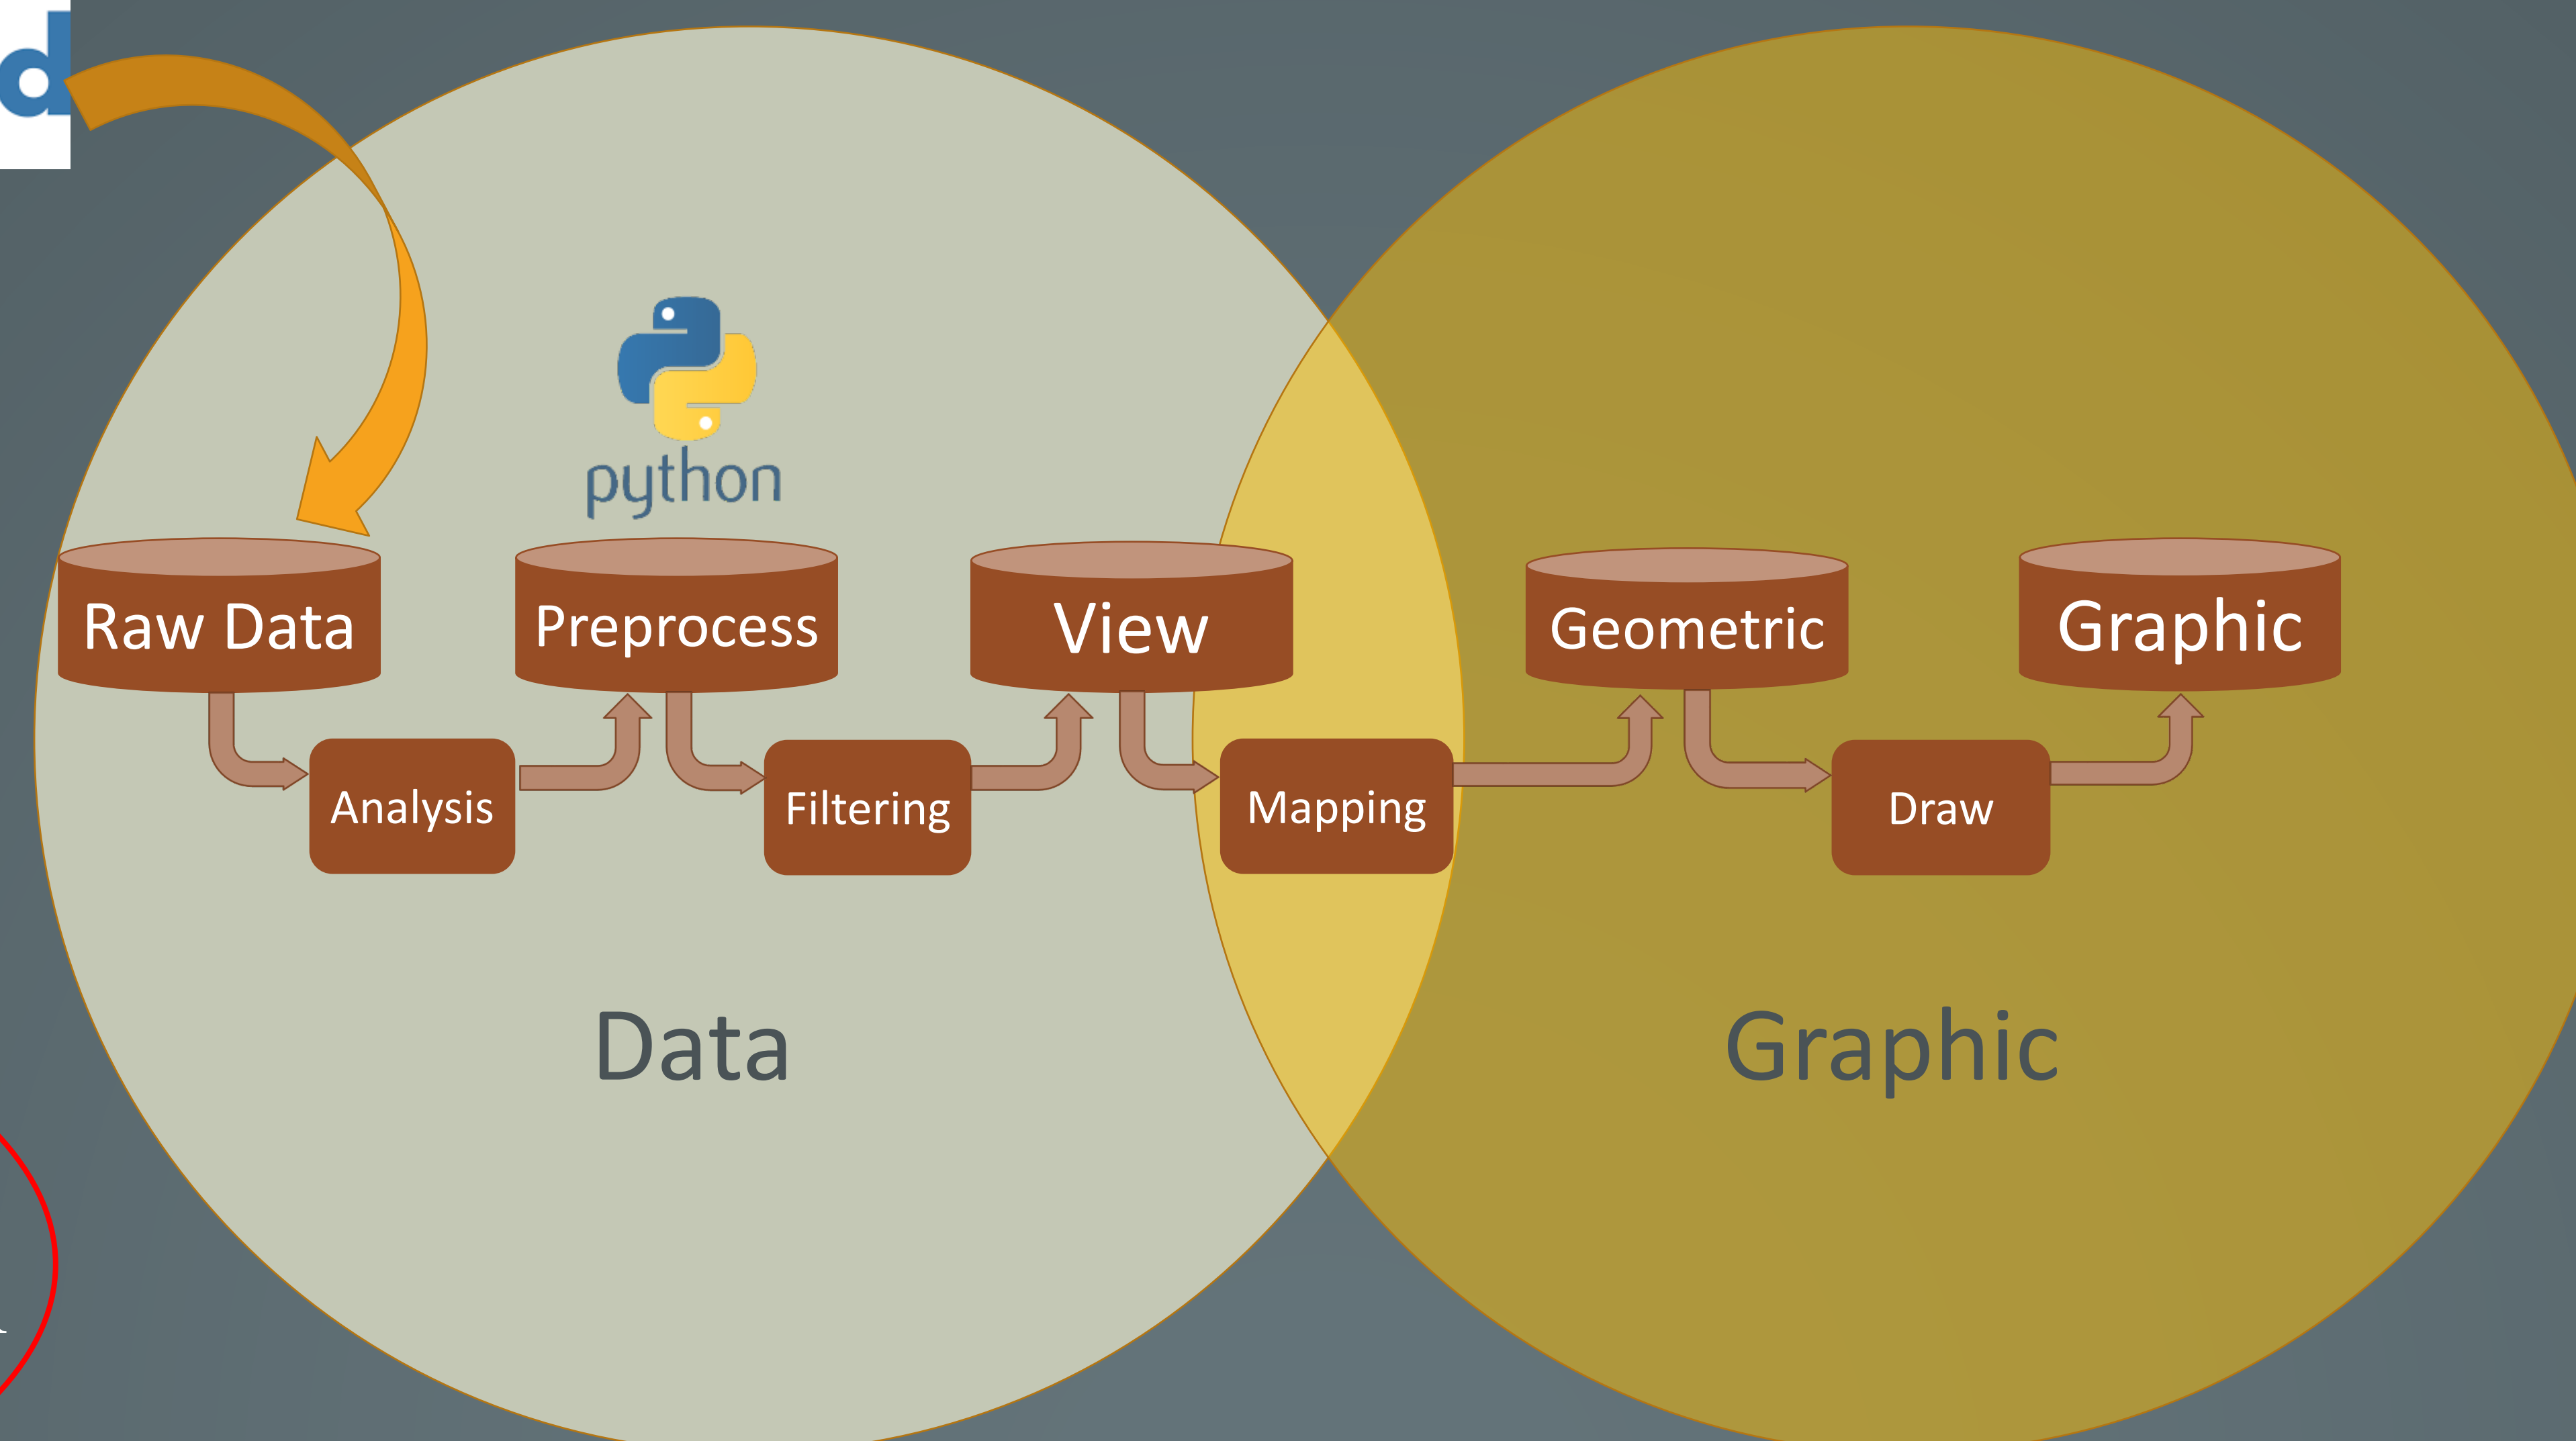 d
python
Raw Data
Preprocess
View
Geometric
Graphic
Analysis
Filtering
Mapping
Draw
Data
Graphic